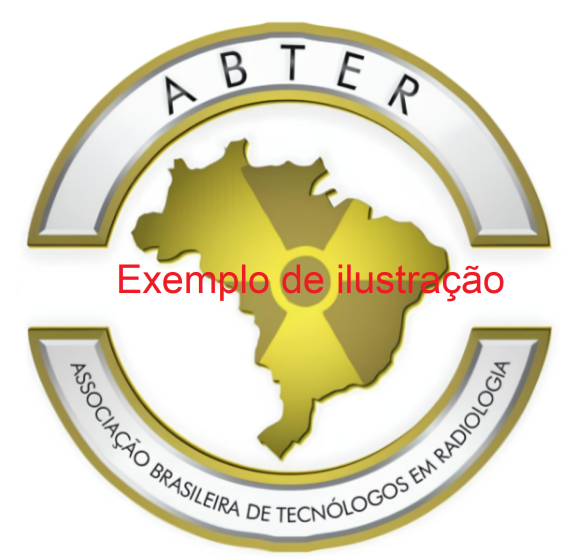 ABTER
Exemplo de ilustração
ASSOCIAÇÃO BRASILEIRA DE TECNÓLOGOS EM RADIOLOGIA